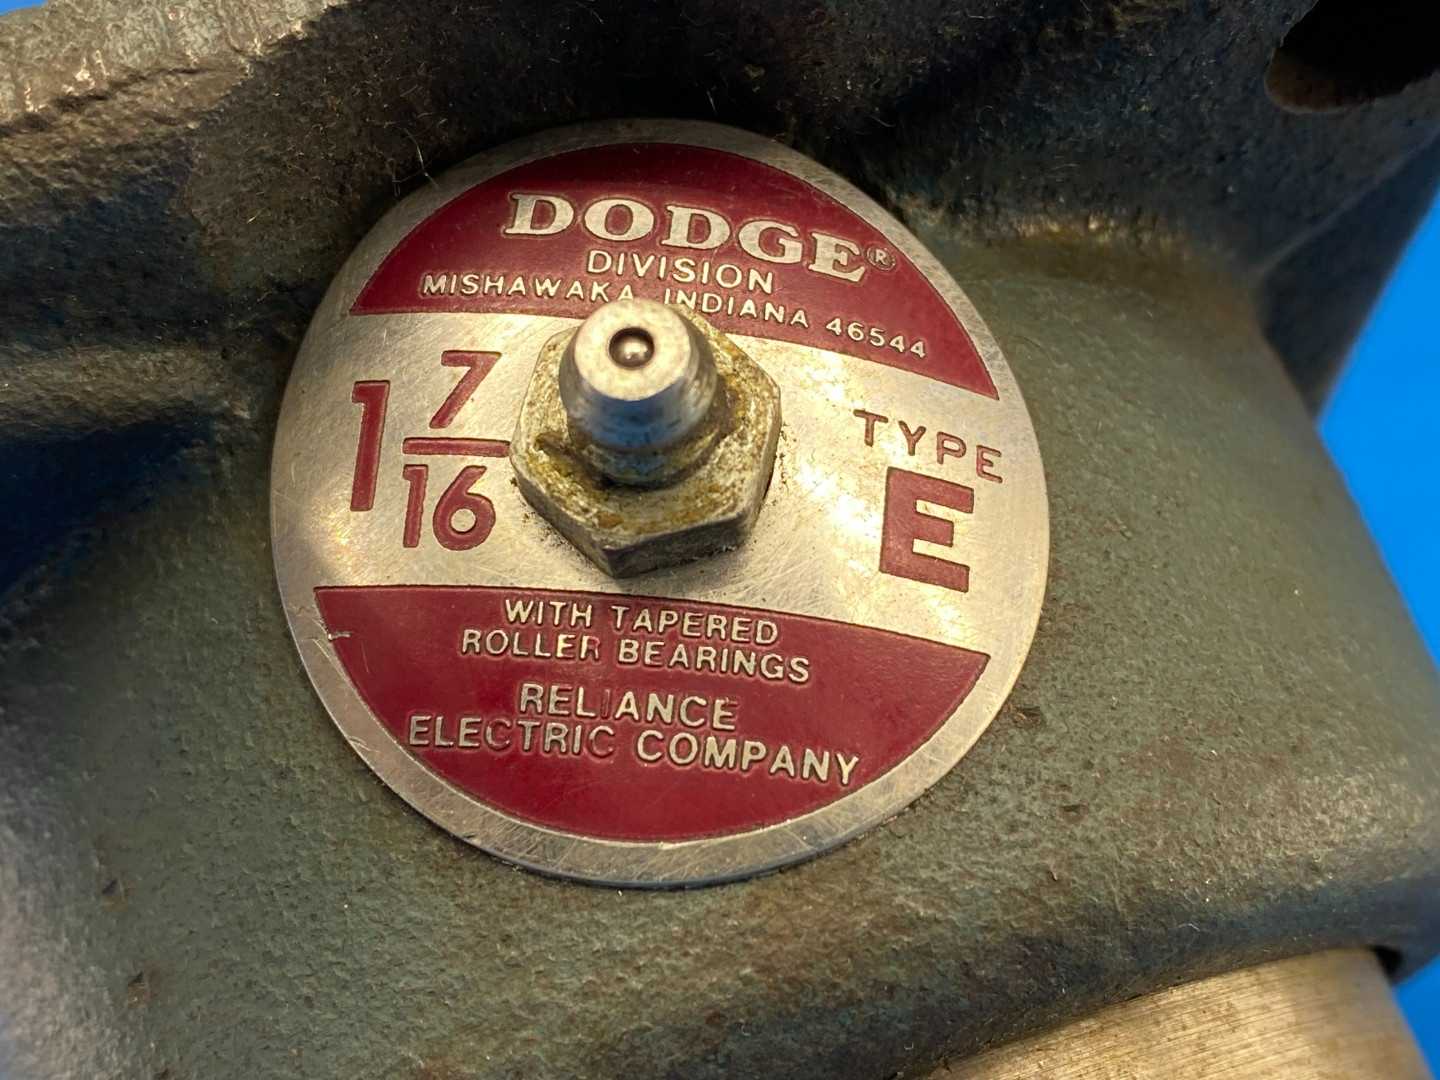 DODGE®
DIVISION
MISHAWAKA, INDIANA 46544
1 7/16
TYPE
E
WITH TAPERED
ROLLER BEARINGS
RELIANCE
ELECTRIC COMPANY